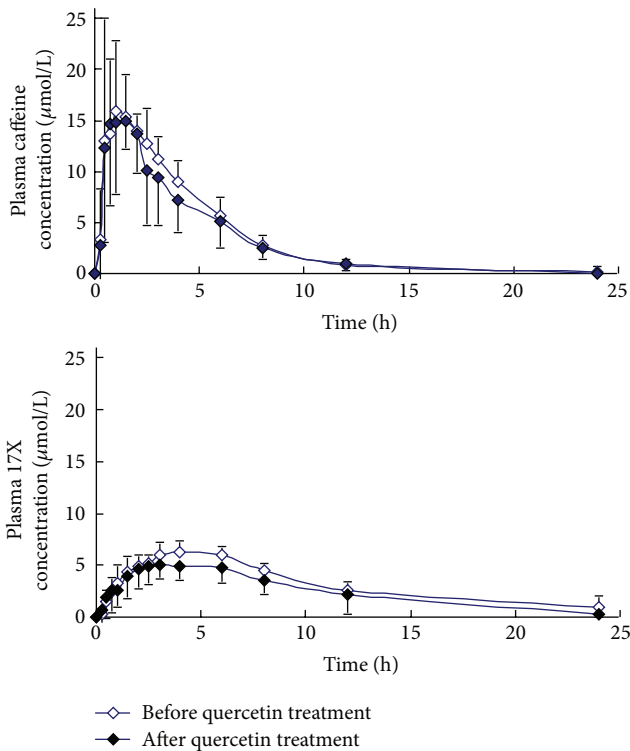 25
20
15
10
5
0
Plasma caffeine
concentration (μmol/L)
0 5 10 15 20 25
Time (h)
25
20
15
10
5
0
Plasma 17X
concentration (μmol/L)
0 5 10 15 20 25
Time (h)
Before quercetin treatment
After quercetin treatment